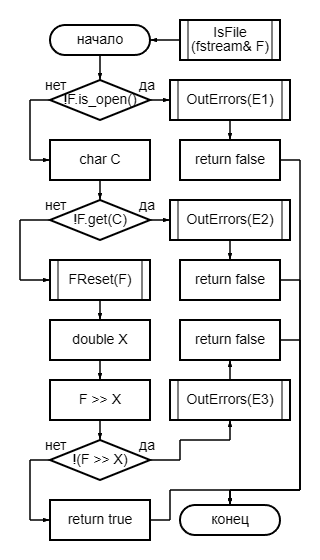 начало
IsFile
(fstream& F)
нет
да
!F.is_open()
OutErrors(E1)
char C
return false
нет
да
!F.get(C)
OutErrors(E2)
FReset(F)
return false
double X
return false
F >> X
OutErrors(E3)
нет
да
!(F >> X)
return true
конец